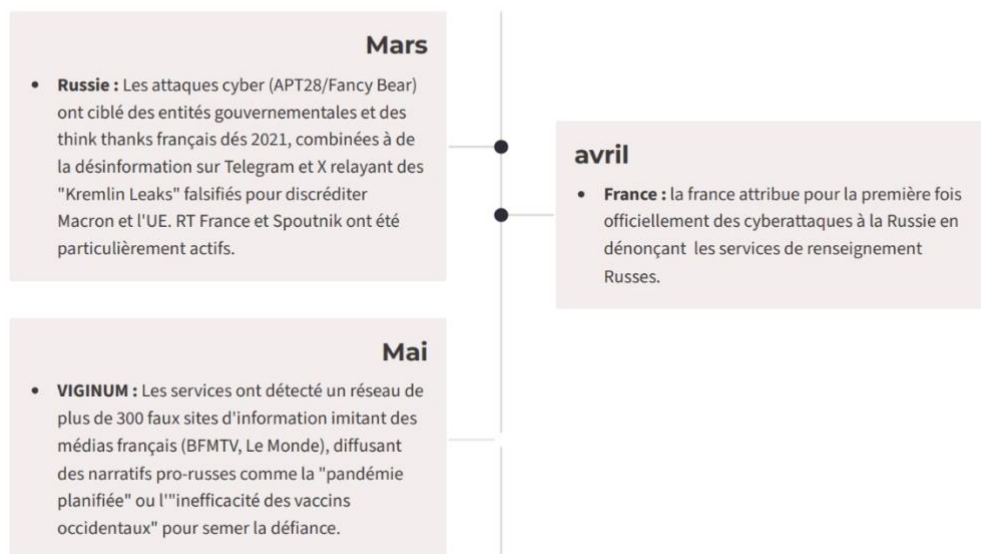 Mars
• Russie : Les attaques cyber (APT28/Fancy Bear)
ont ciblé des entités gouvernementales et des
think thanks français dés 2021, combinées à de
la désinformation sur Telegram et X relayant des
"Kremlin Leaks" falsifiés pour discréditer
Macron et l'UE. RT France et Spoutnik ont été
particulièrement actifs.
avril
• France : la france attribue pour la première fois
officiellement des cyberattaques à la Russie en
dénonçant les services de renseignement
Russes.
Mai
• VIGINUM : Les services ont détecté un réseau de
plus de 300 faux sites d'information imitant des
médias français (BFMTV, Le Monde), diffusant
des narratifs pro-russes comme la "pandémie
planifiée" ou l'"inefficacité des vaccins
occidentaux" pour semer la défiance.